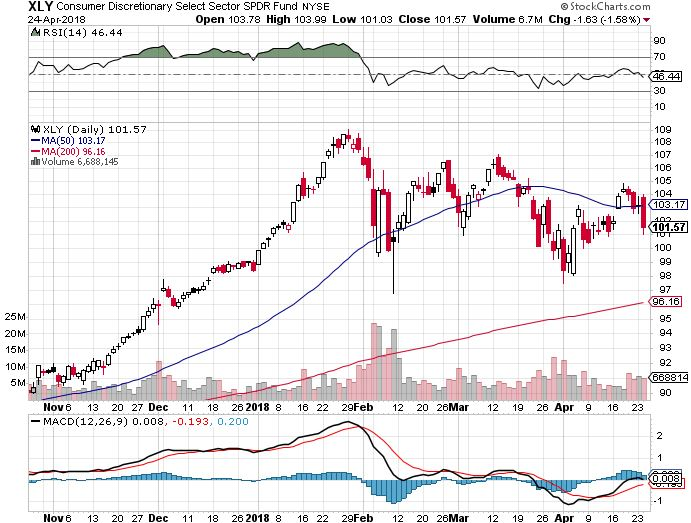 XLY Consumer Discretionary Select Sector SPDR Fund NYSE © StockCharts.com
24-Apr-2018 Open 103.78 High 103.99 Low 101.03 Close 101.57 Volume 6.7M Chg -1.63 (-1.58%)
RSI(14) 46.44
90
70
50
46.44
30
10
XLY (Daily) 101.57
MA(50) 103.17
MA(200) 96.16
Volume 6,688,145
109
108
107
106
105
104
103.17
102
101.57
101
100
99
98
97
96.16
95
94
93
92
90
25M
20M
15M
10M
5M
668814
Nov 6 13 20 27 Dec 11 18 2018 8 16 22 29 Feb 12 20 Mar 12 19 26 Apr 9 16 23
MACD(12,26,9) 0.008, -0.193, 0.200
2
1
0.008
-1
Nov 6 13 20 27 Dec 11 18 2018 8 16 22 29 Feb 12 20 Mar 12 19 26 Apr 9 16 23